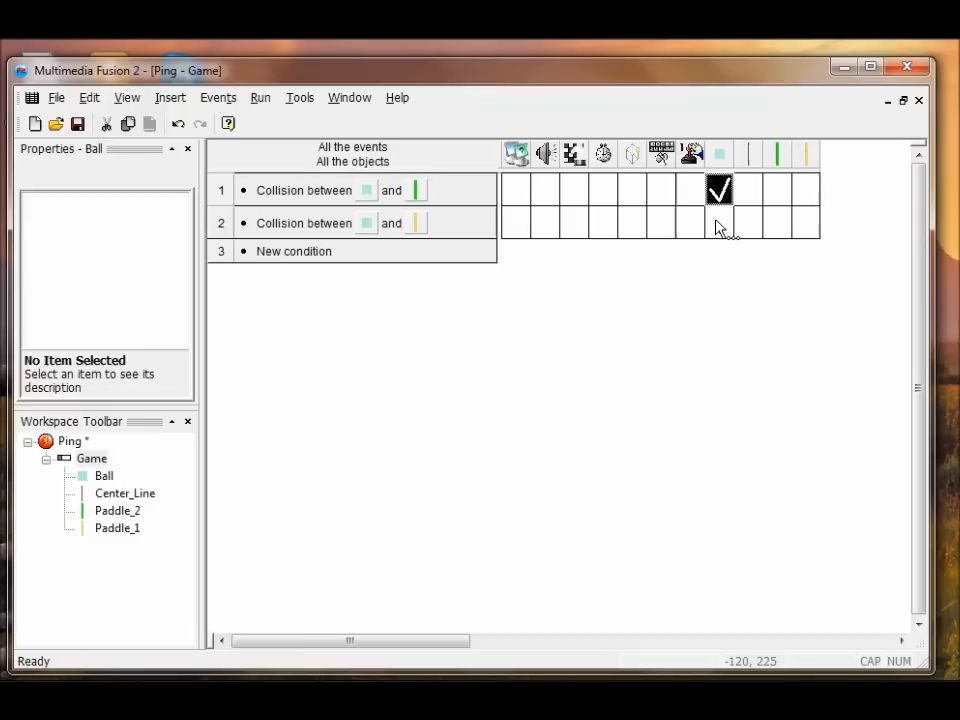 Multimedia Fusion 2 - [Ping - Game]
File Edit View Insert Events Run Tools Window Help
Properties - Ball
All the events
All the objects
1 • Collision between and
2 • Collision between and
3 • New condition
No Item Selected
Select an item to see its
description
Workspace Toolbar
Ping *
Game
Ball
Center_Line
Paddle_2
Paddle_1
Ready -120, 225 CAP NUM